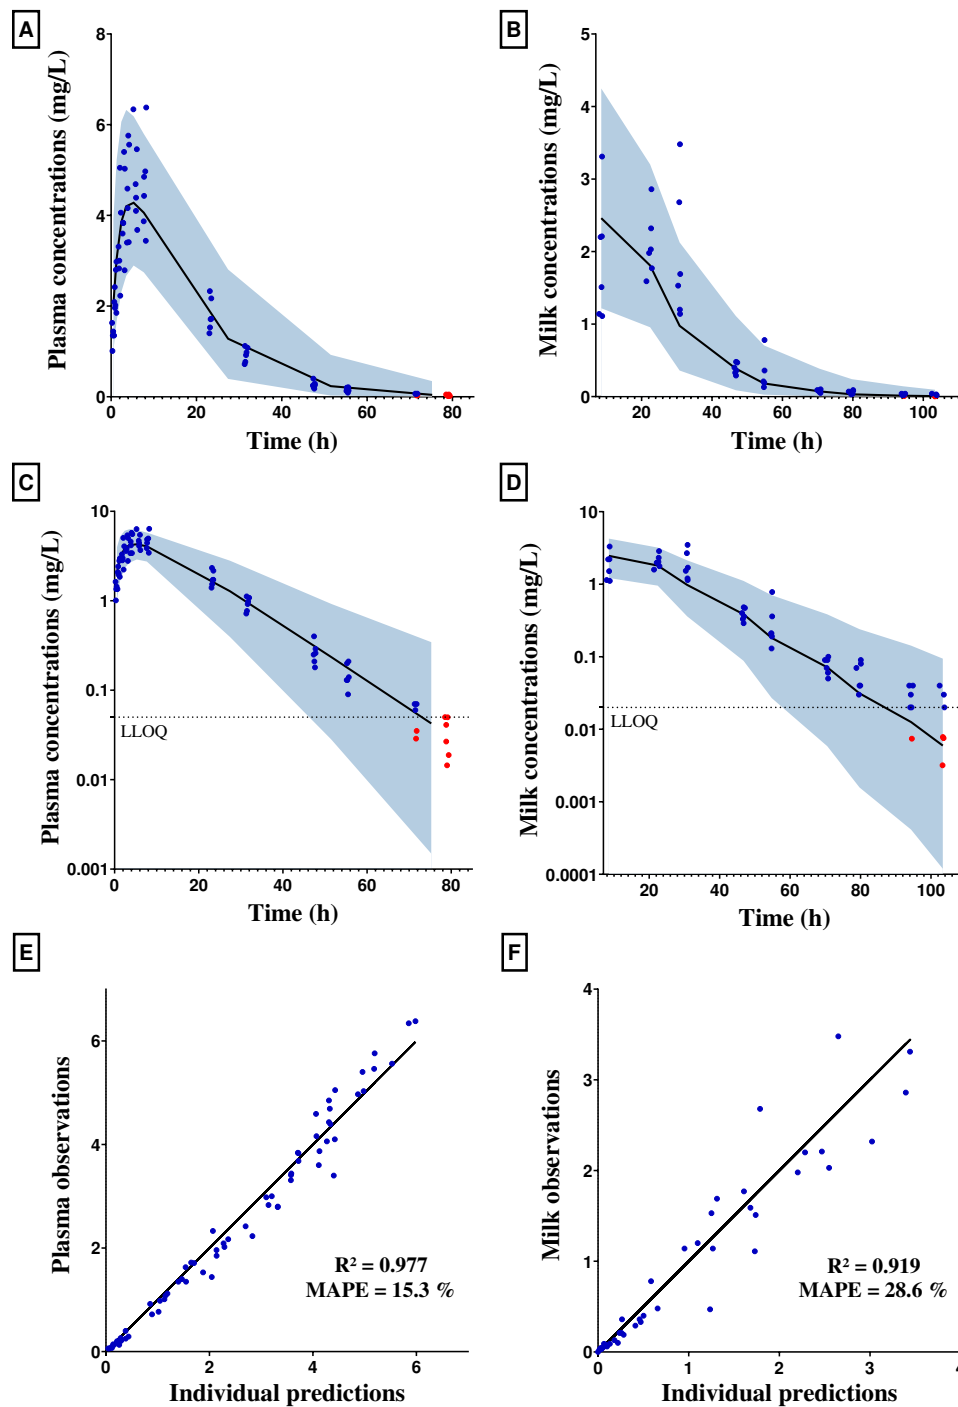 A
B
Plasma concentrations (mg/L)
8
6
4
2
0
0 20 40 60 80
Time (h)
Milk concentrations (mg/L)
5
4
3
2
1
0
20 40 60 80 100
Time (h)
C
D
Plasma concentrations (mg/L)
10
1
0.1
0.01
0.001
LLOQ
0 20 40 60 80
Time (h)
Milk concentrations (mg/L)
10
1
0.1
0.01
0.001
0.0001
LLOQ
20 40 60 80 100
Time (h)
E
F
Plasma observations
6
4
2
0
R² = 0.977
MAPE = 15.3 %
0 2 4 6
Individual predictions
Milk observations
4
3
2
1
0
R² = 0.919
MAPE = 28.6 %
0 1 2 3 4
Individual predictions